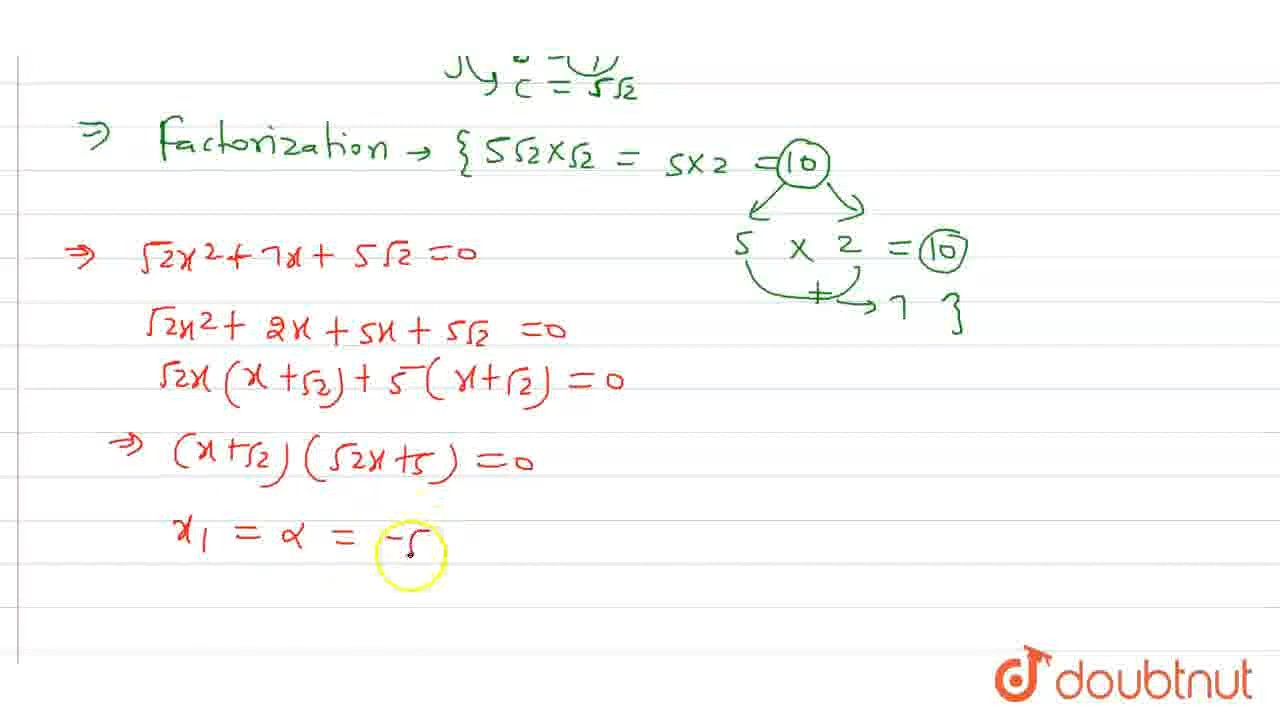 c = 5√2
⇒ Factorization → { 5√2×√2 = 5×2 = 10
5 × 2 = 10
+ → 7 }
⇒ √2x² + 7x + 5√2 = 0
√2x² + 2x + 5x + 5√2 = 0
√2x (x + √2) + 5 (x + √2) = 0
⇒ (x + √2) (√2x + 5) = 0
x₁ = α =
doubtnut